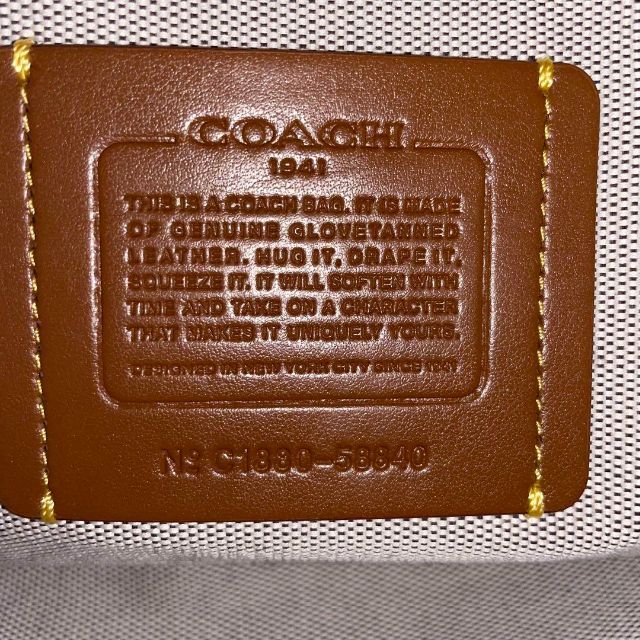 COACH
1941
THIS IS A COACH BAG. IT IS MADE
OF GENUINE GLOVETANNED
LEATHER. HUG IT, DRAPE IT,
SQUEEZE IT. IT WILL SOFTEN WITH
TIME AND TAKE ON A CHARACTER
THAT MAKES IT UNIQUELY YOURS.
DESIGNED IN NEW YORK CITY SINCE 1941
Nº